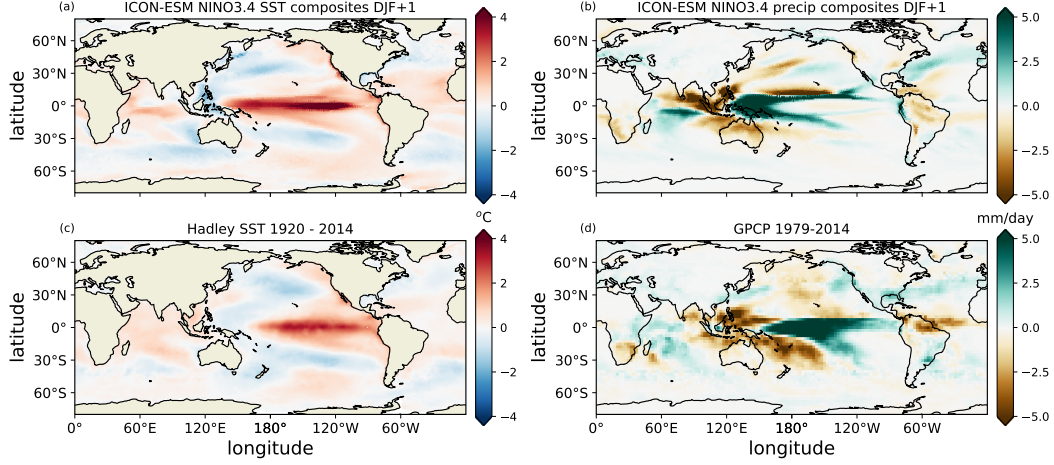 (a) ICON-ESM NINO3.4 SST composites DJF+1
60°N
30°N
0°
30°S
60°S
latitude
4
2
0
−2
−4
°C
(b) ICON-ESM NINO3.4 precip composites DJF+1
60°N
30°N
0°
30°S
60°S
latitude
5.0
2.5
0.0
−2.5
−5.0
mm/day
(c) Hadley SST 1920 - 2014
60°N
30°N
0°
30°S
60°S
latitude
0° 60°E 120°E 180° 120°W 60°W
longitude
4
2
0
−2
−4
(d) GPCP 1979-2014
60°N
30°N
0°
30°S
60°S
latitude
0° 60°E 120°E 180° 120°W 60°W
longitude
5.0
2.5
0.0
−2.5
−5.0